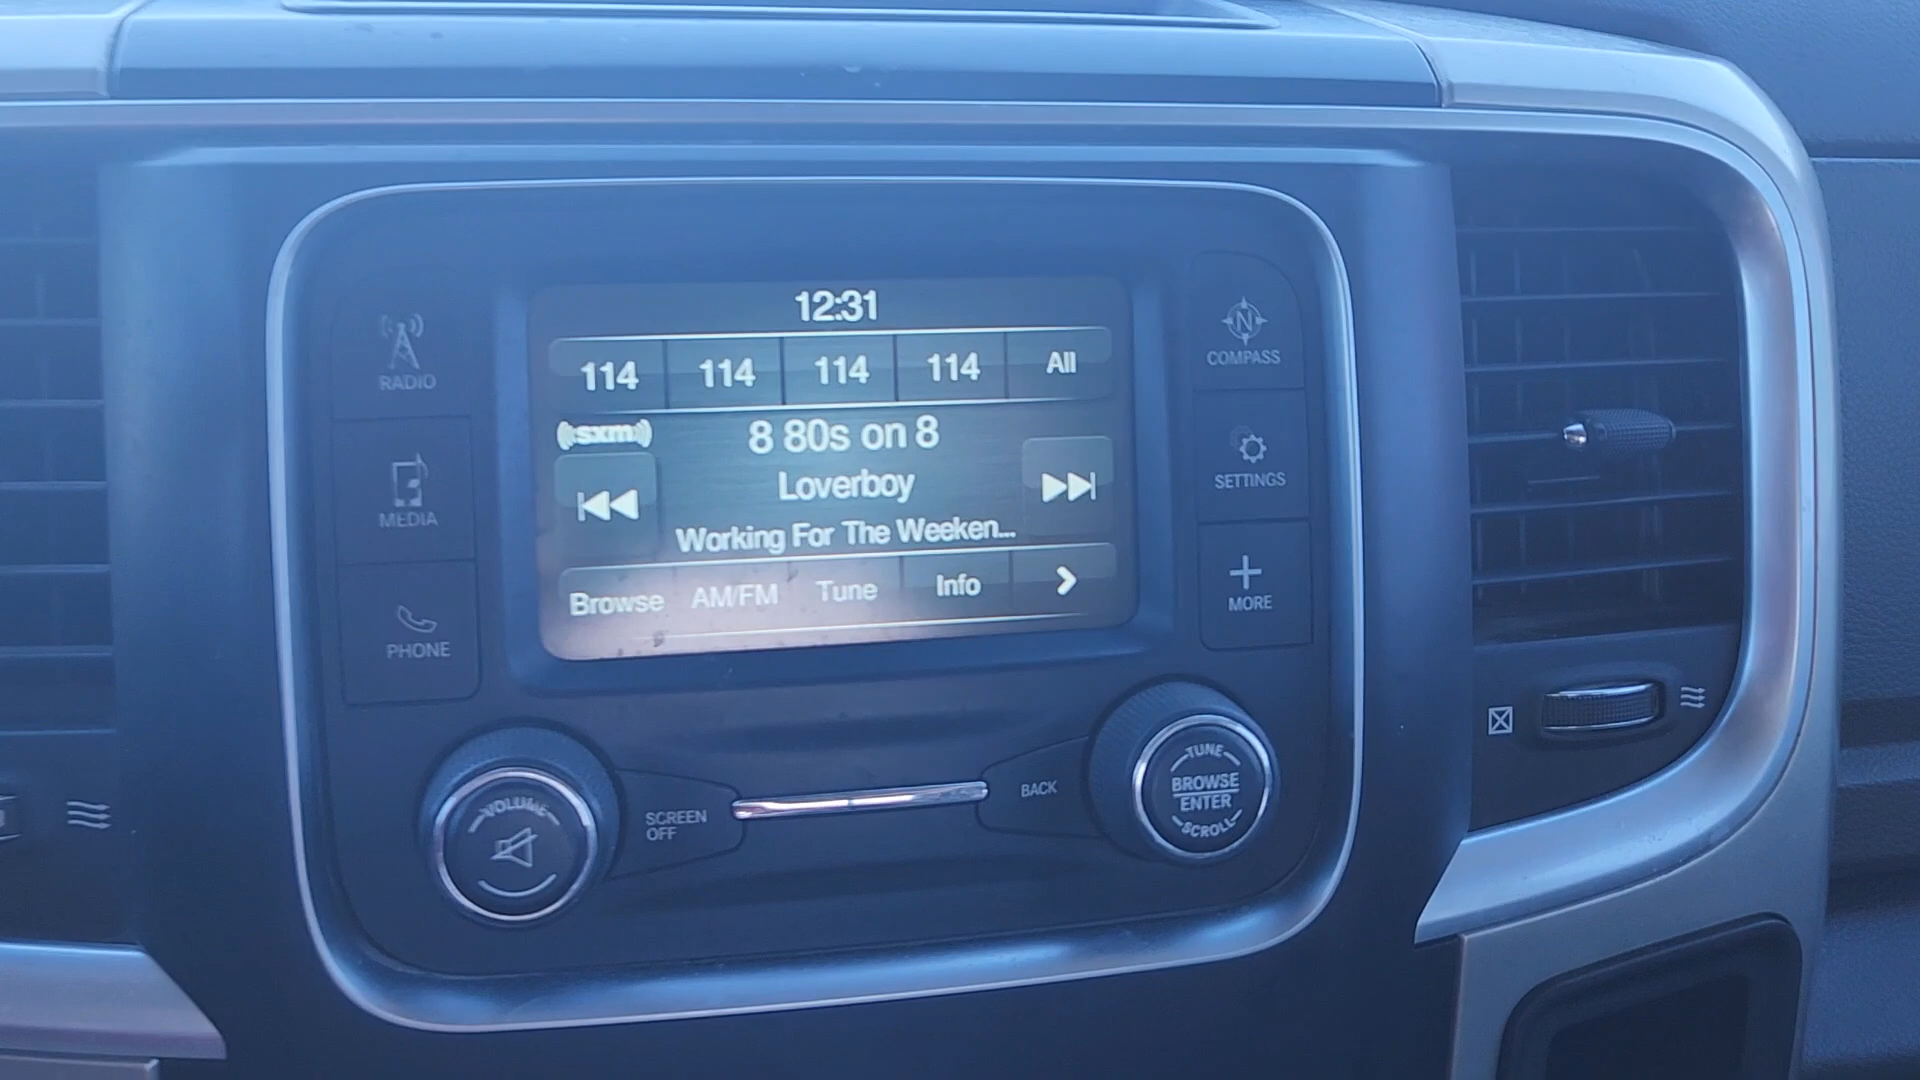 12:31
114 114 114 114 All
((sxm))
8 80s on 8
Loverboy
Working For The Weeken...
Browse AM/FM Tune Info
RADIO
MEDIA
PHONE
N
COMPASS
SETTINGS
MORE
VOLUME
SCREEN
OFF
BACK
TUNE
BROWSE
ENTER
SCROLL